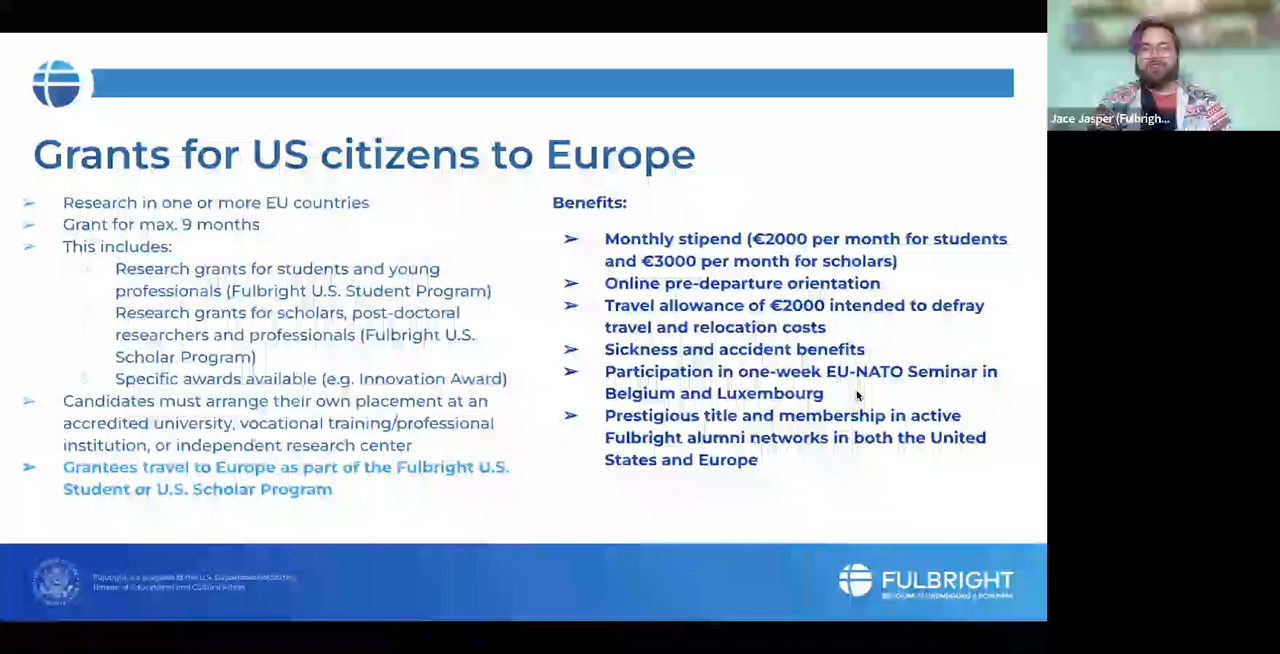 Grants for US citizens to Europe
➢ Research in one or more EU countries
➢ Grant for max. 9 months
➢ This includes:
Research grants for students and young
professionals (Fulbright U.S. Student Program)
Research grants for scholars, post-doctoral
researchers and professionals (Fulbright U.S.
Scholar Program)
Specific awards available (e.g. Innovation Award)
➢ Candidates must arrange their own placement at an
accredited university, vocational training/professional
institution, or independent research center
➢ Grantees travel to Europe as part of the Fulbright U.S.
Student or U.S. Scholar Program
Benefits:
➢ Monthly stipend (€2000 per month for students
and €3000 per month for scholars)
➢ Online pre-departure orientation
➢ Travel allowance of €2000 intended to defray
travel and relocation costs
➢ Sickness and accident benefits
➢ Participation in one-week EU-NATO Seminar in
Belgium and Luxembourg
➢ Prestigious title and membership in active
Fulbright alumni networks in both the United
States and Europe
Bureau of Educational and Cultural Affairs
FULBRIGHT
Jace Jasper (Fulbrigh...